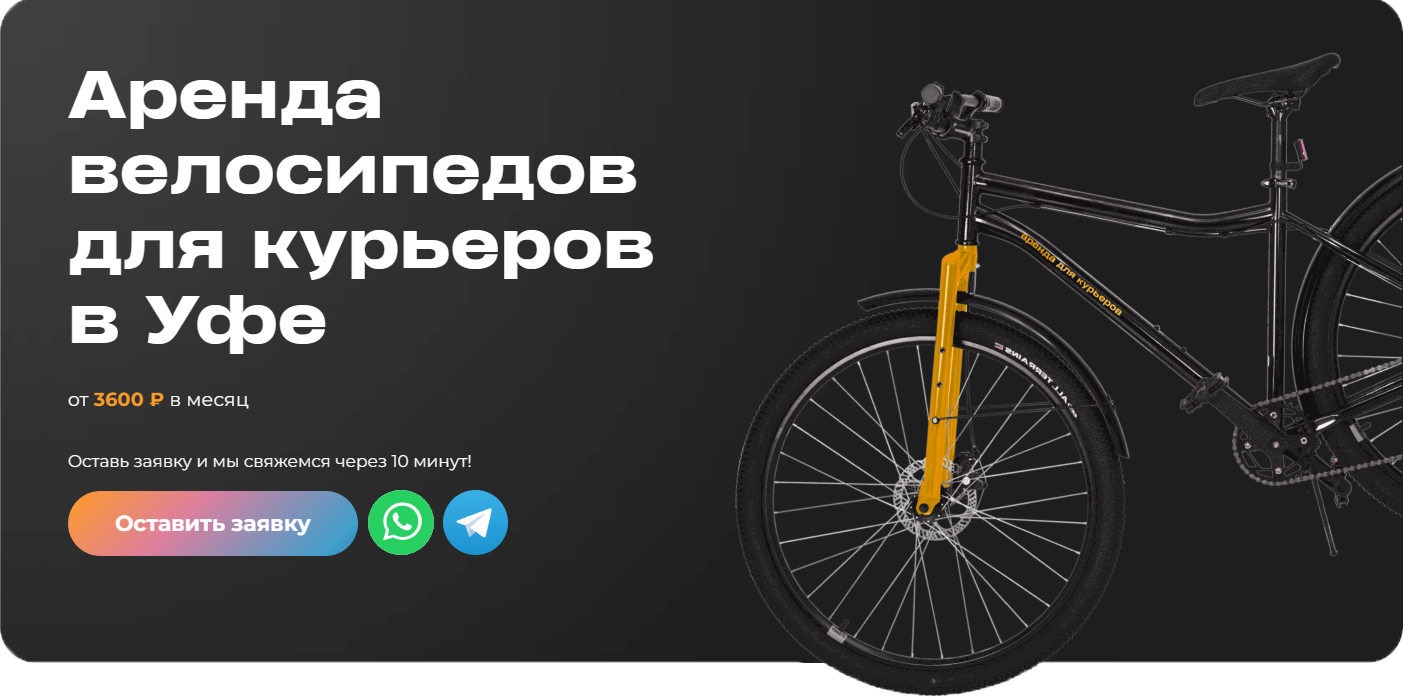 Аренда
велосипедов
для курьеров
в Уфе
от 3600 ₽ в месяц
Оставь заявку и мы свяжемся через 10 минут!
Оставить заявку
аренда для курьеров
ALL TERRAINS